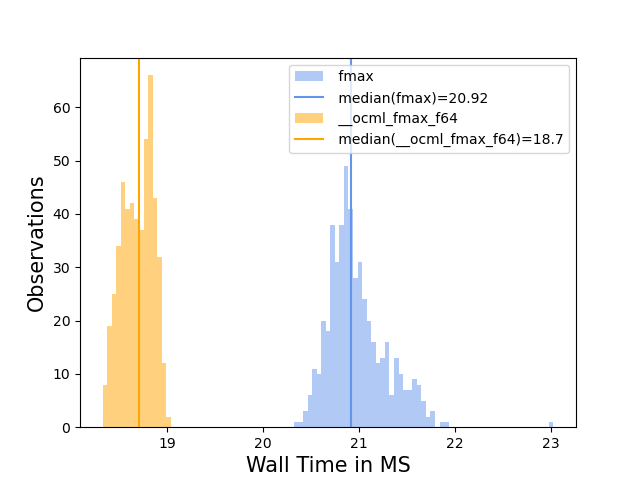 fmax
median(fmax)=20.92
__ocml_fmax_f64
median(__ocml_fmax_f64)=18.7
Observations
60
50
40
30
20
10
0
19 20 21 22 23
Wall Time in MS